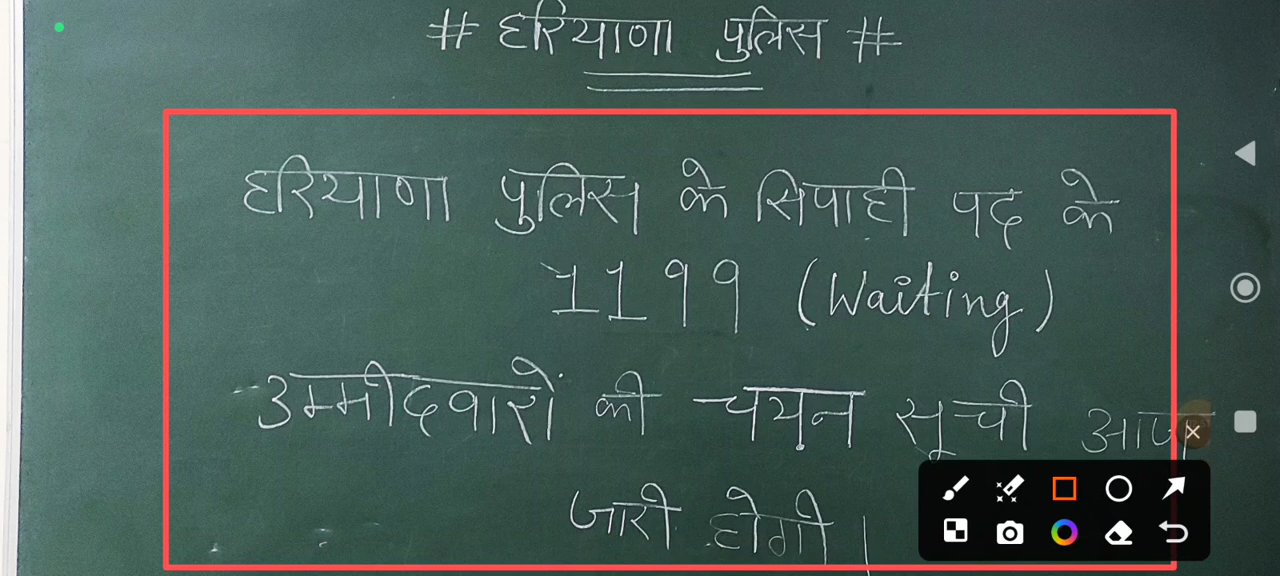 # हरियाणा पुलिस #
हरियाणा पुलिस के सिपाही पद के
1199 (Waiting)
उम्मीदवारों की चयन सूची आज
जारी होगी।